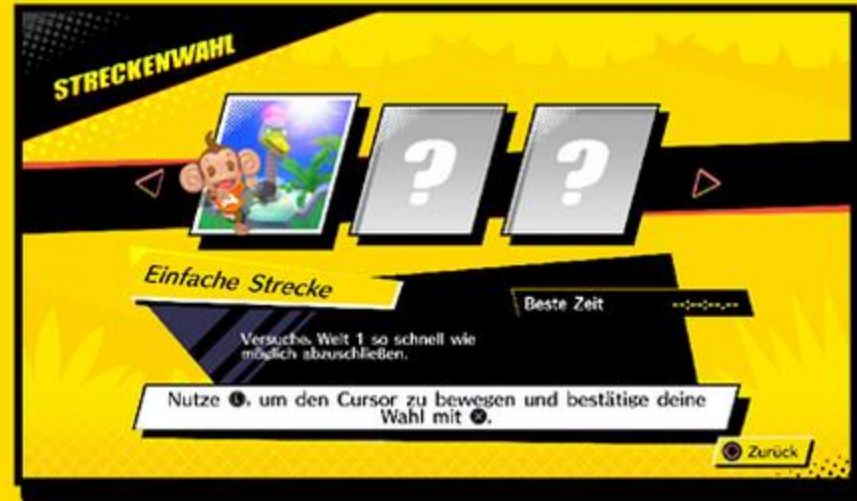 STRECKENWAHL
?
?
Einfache Strecke
Beste Zeit --:--:--.--
Versuche, Welt 1 so schnell wie
möglich abzuschließen.
Nutze L, um den Cursor zu bewegen und bestätige deine
Wahl mit ⊗.
Zurück